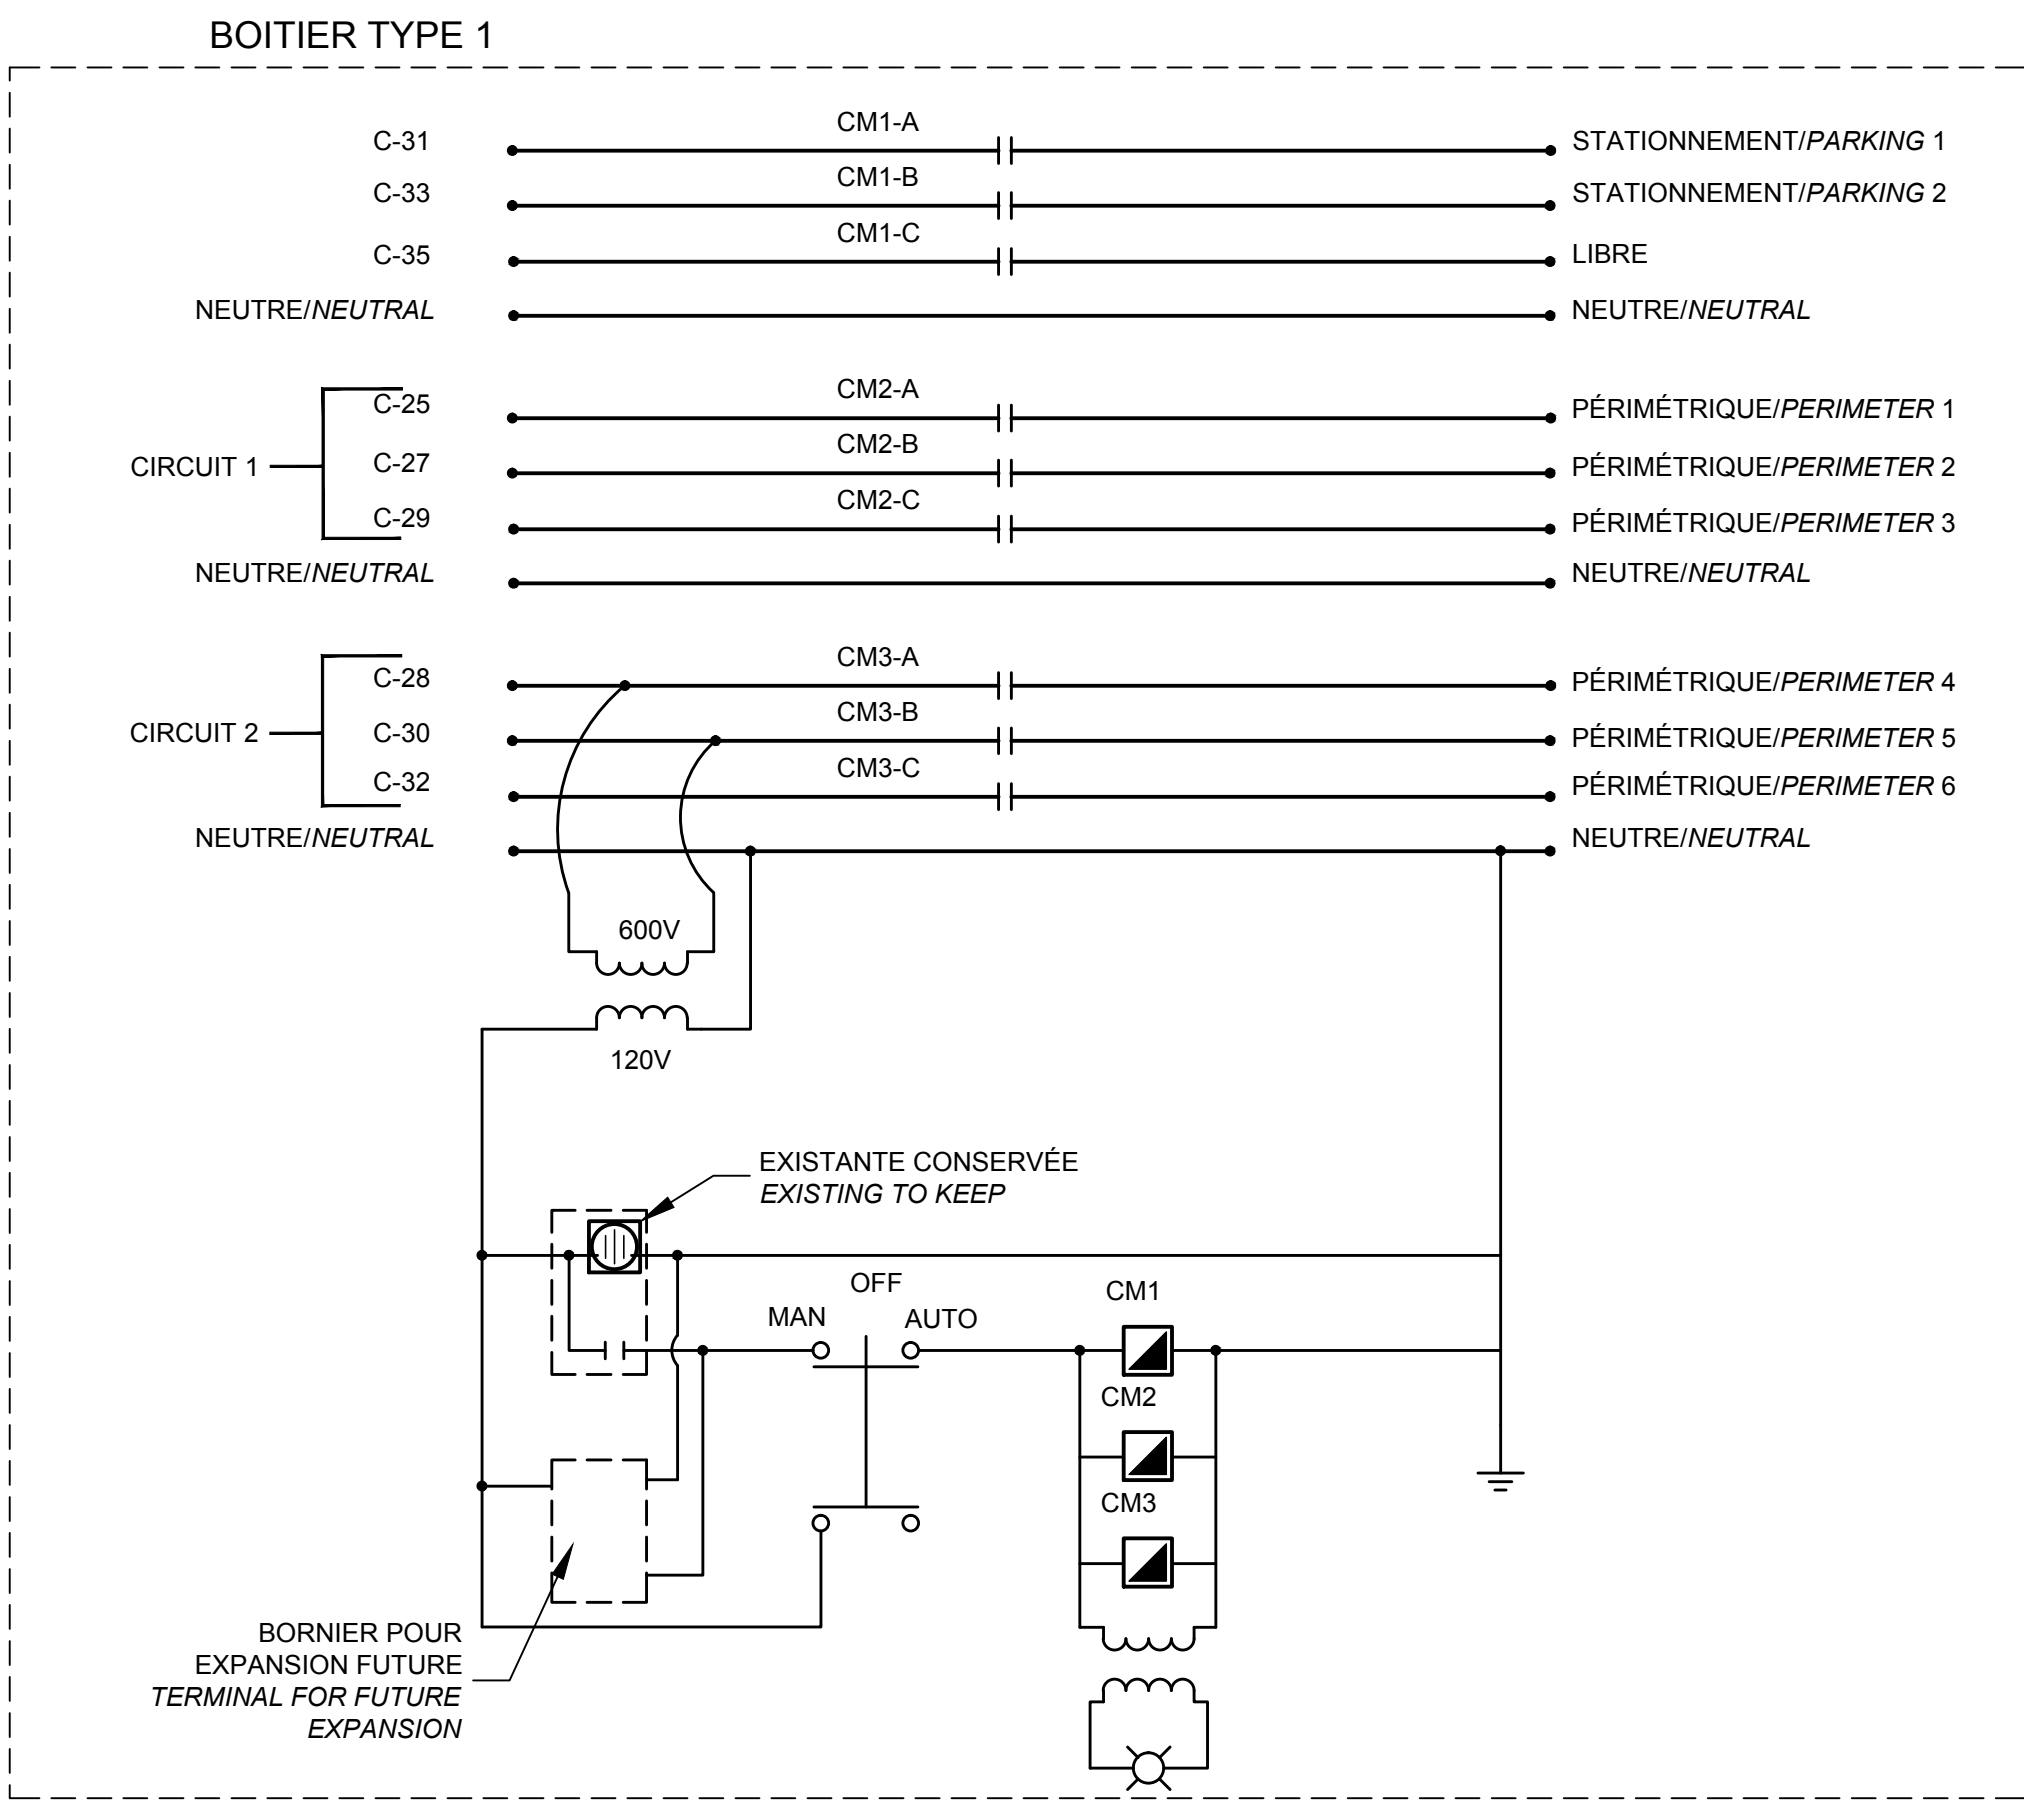 BOITIER TYPE 1
C-31
CM1-A
STATIONNEMENT/PARKING 1
C-33
CM1-B
STATIONNEMENT/PARKING 2
C-35
CM1-C
LIBRE
NEUTRE/NEUTRAL
NEUTRE/NEUTRAL
CIRCUIT 1
C-25
CM2-A
PÉRIMÉTRIQUE/PERIMETER 1
C-27
CM2-B
PÉRIMÉTRIQUE/PERIMETER 2
C-29
CM2-C
PÉRIMÉTRIQUE/PERIMETER 3
NEUTRE/NEUTRAL
NEUTRE/NEUTRAL
CIRCUIT 2
C-28
CM3-A
PÉRIMÉTRIQUE/PERIMETER 4
C-30
CM3-B
PÉRIMÉTRIQUE/PERIMETER 5
C-32
CM3-C
PÉRIMÉTRIQUE/PERIMETER 6
NEUTRE/NEUTRAL
NEUTRE/NEUTRAL
600V
120V
EXISTANTE CONSERVÉE
EXISTING TO KEEP
OFF
MAN
AUTO
CM1
CM2
CM3
BORNIER POUR
EXPANSION FUTURE
TERMINAL FOR FUTURE
EXPANSION